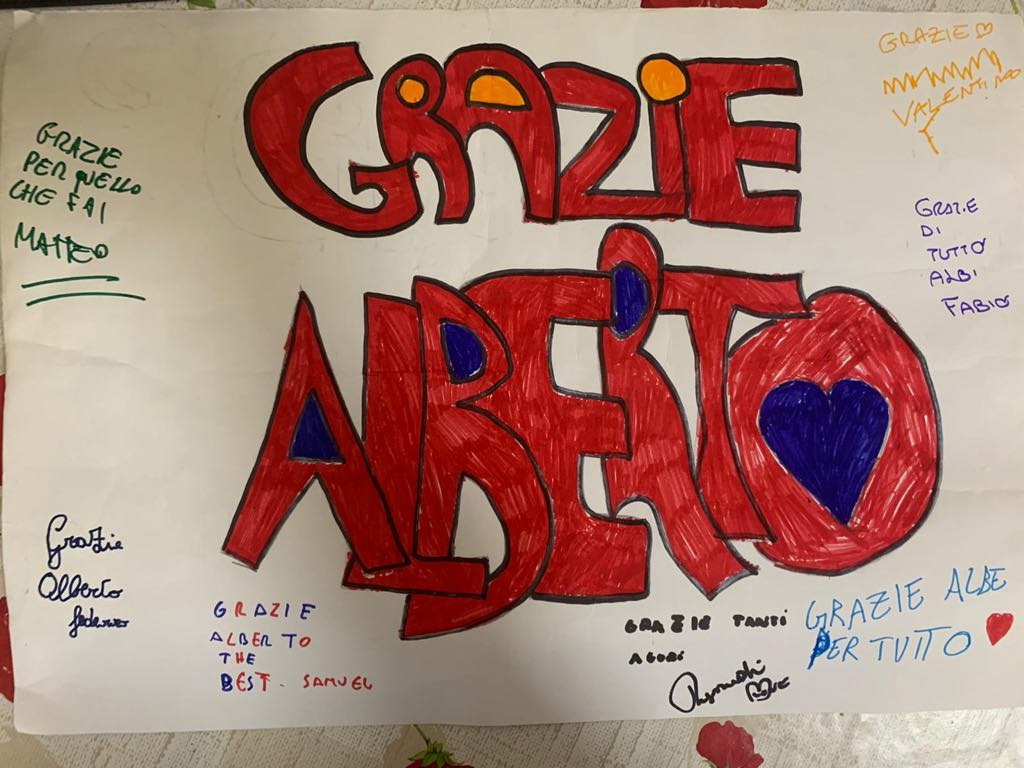 GRAZIE
ALBERTO
GRAZIE
PER QUELLO
CHE FAI
MATTEO
GRAZIE
VALENTINO
GRAZIE
DI
TUTTO
ALBI
FABIO
Grazie
Alberto
GRAZIE
ALBERTO
THE
BEST. SAMUEL
GRAZIE TANTI
AGURI
GRAZIE ALBE
PER TUTTO